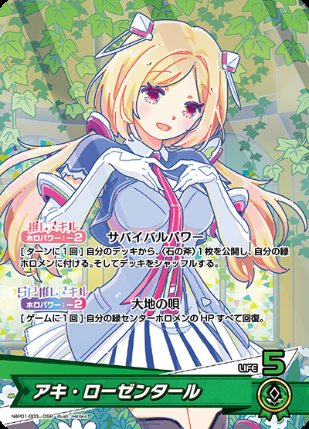 推しスキル
ホロパワー:-2
サバイバルパワー
[ターンに1回]自分のデッキから、〈石の斧〉1枚を公開し、自分の緑
ホロメンに付ける。そしてデッキをシャッフルする。
SP推しスキル
ホロパワー:-2
大地の唄
[ゲームに1回]自分の緑センターホロメンのHPすべて回復。
LIFE 5
アキ・ローゼンタール